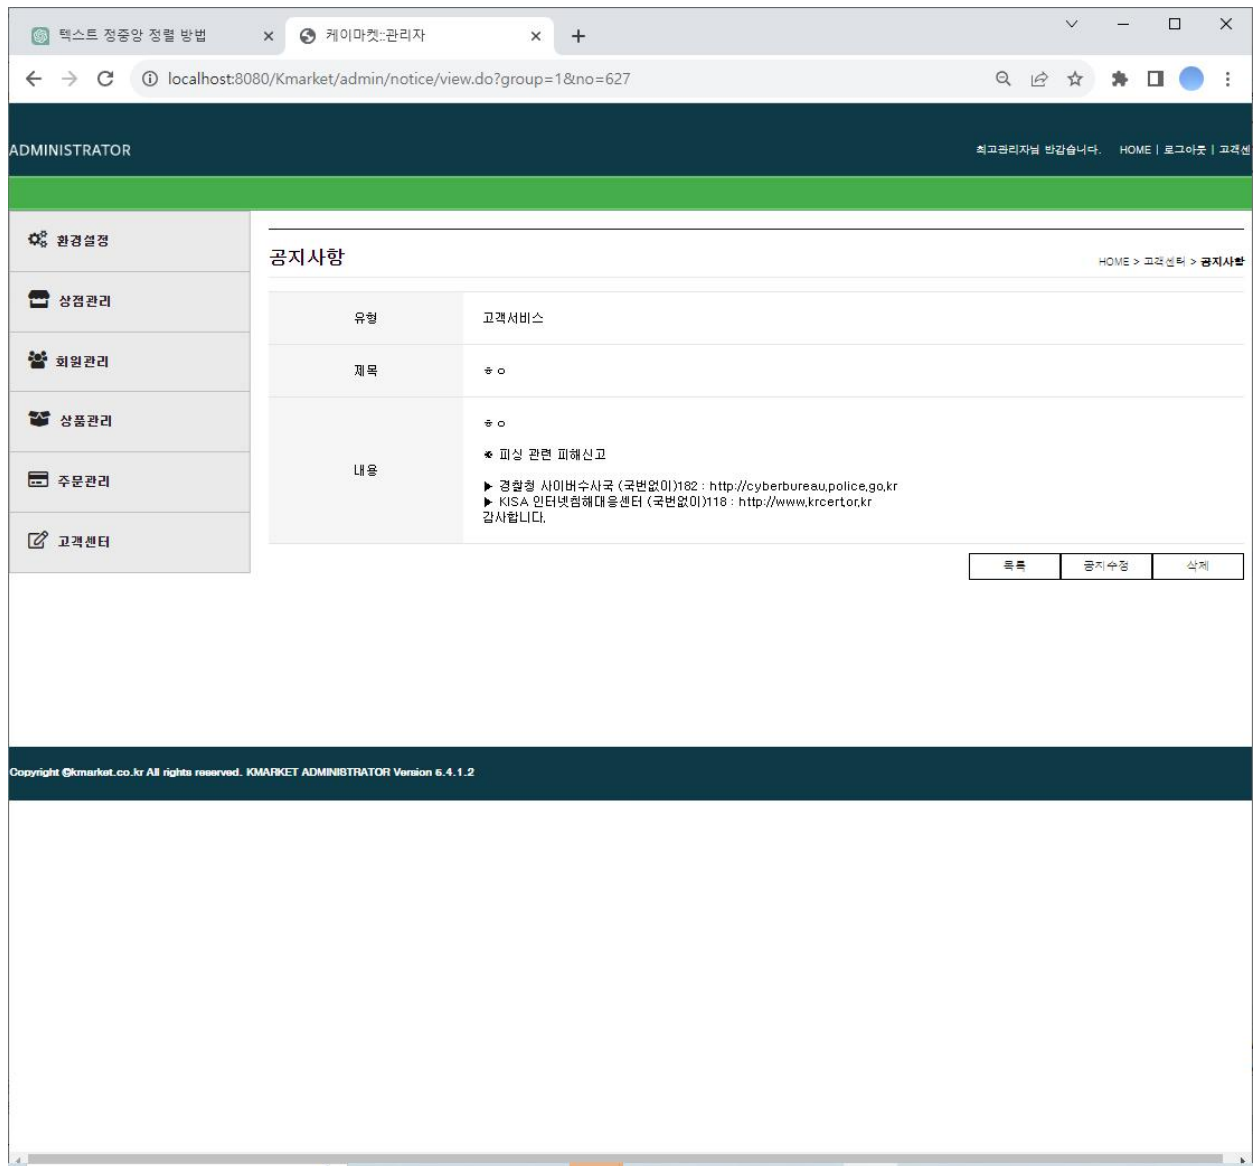 텍스트 정중앙 정렬 방법
케이마켓::관리자
localhost:8080/Kmarket/admin/notice/view.do?group=1&no=627
ADMINISTRATOR
최고관리자님 반갑습니다. HOME | 로그아웃 | 고객센
환경설정
상점관리
회원관리
상품관리
주문관리
고객센터
공지사항
HOME > 고객센터 > 공지사항
유형
고객서비스
제목
ㅎㅇ
내용
ㅎㅇ
※ 피싱 관련 피해신고
▶ 경찰청 사이버수사국 (국번없이)182 : http://cyberbureau.police.go.kr
▶ KISA 인터넷침해대응센터 (국번없이)118 : http://www.krcert.or.kr
감사합니다.
목록
공지수정
삭제
Copyright ©kmarket.co.kr All rights reserved. KMARKET ADMINISTRATOR Version 5.4.1.2